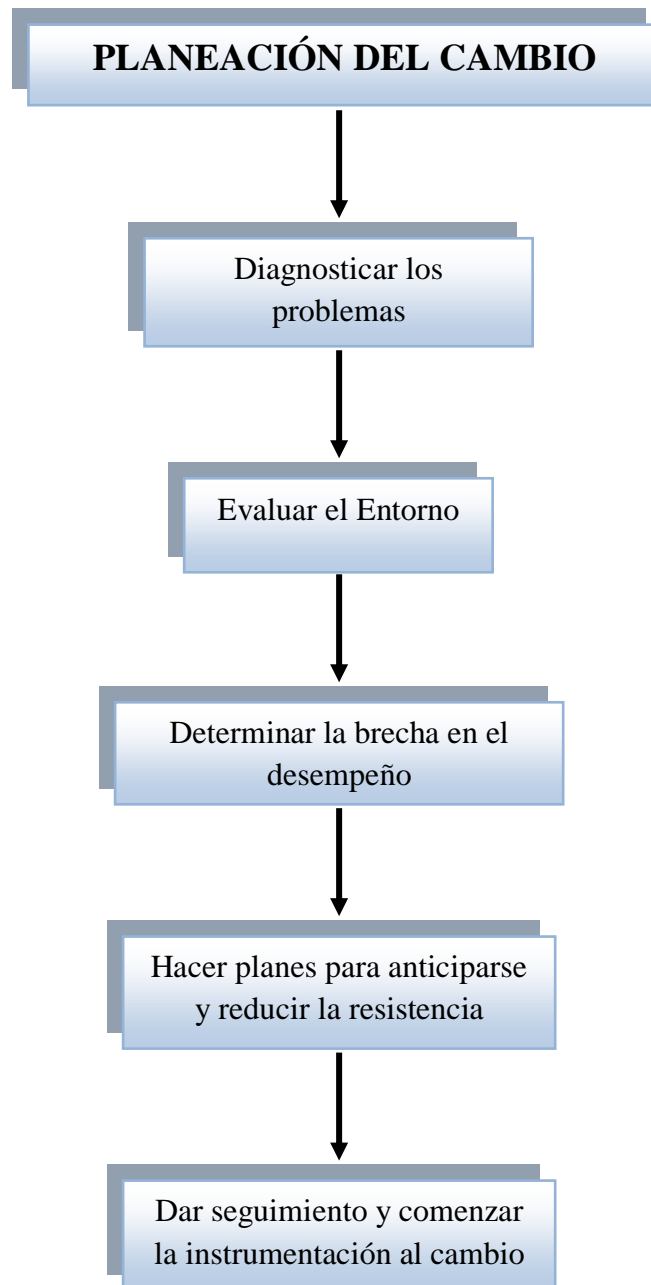 PLANEACIÓN DEL CAMBIO
Diagnosticar los
problemas
Evaluar el Entorno
Determinar la brecha en el
desempeño
Hacer planes para anticiparse
y reducir la resistencia
Dar seguimiento y comenzar
la instrumentación al cambio